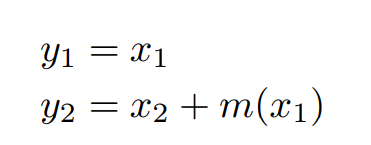 y₁ = x₁
y₂ = x₂ + m(x₁)